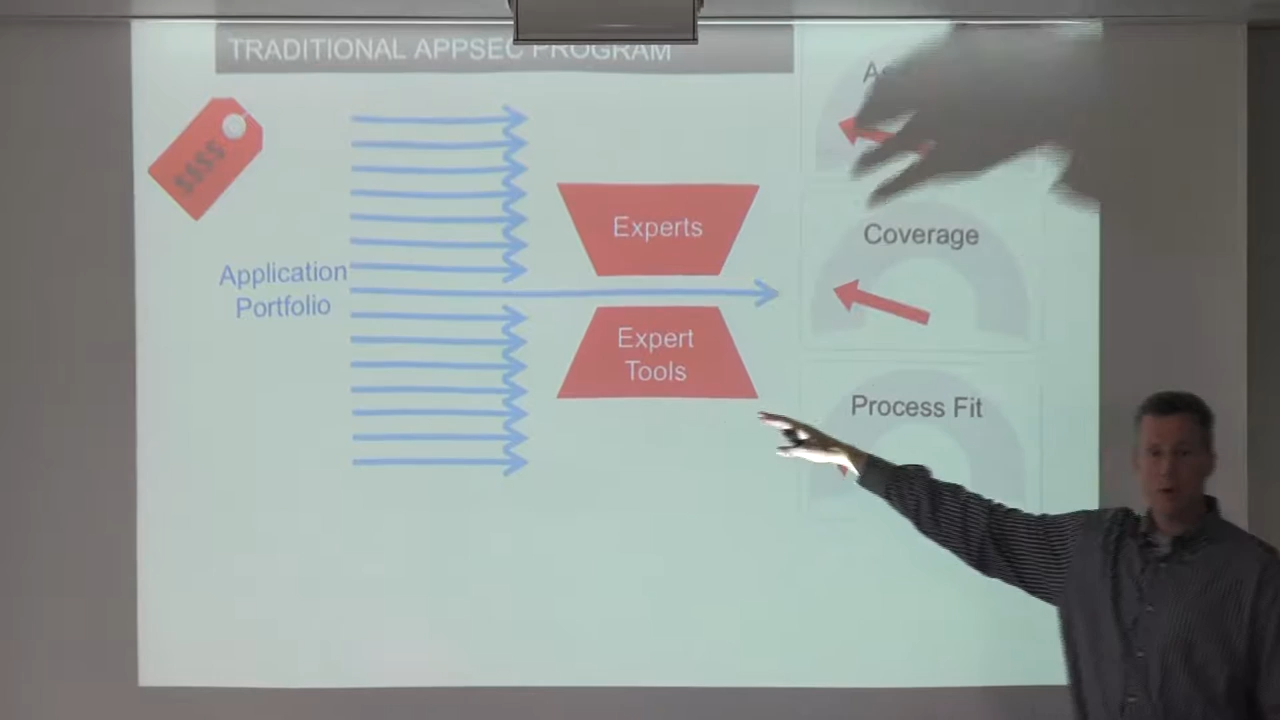 TRADITIONAL APPSEC PROGRAM
$$$$
Application
Portfolio
Experts
Expert
Tools
Coverage
Process Fit